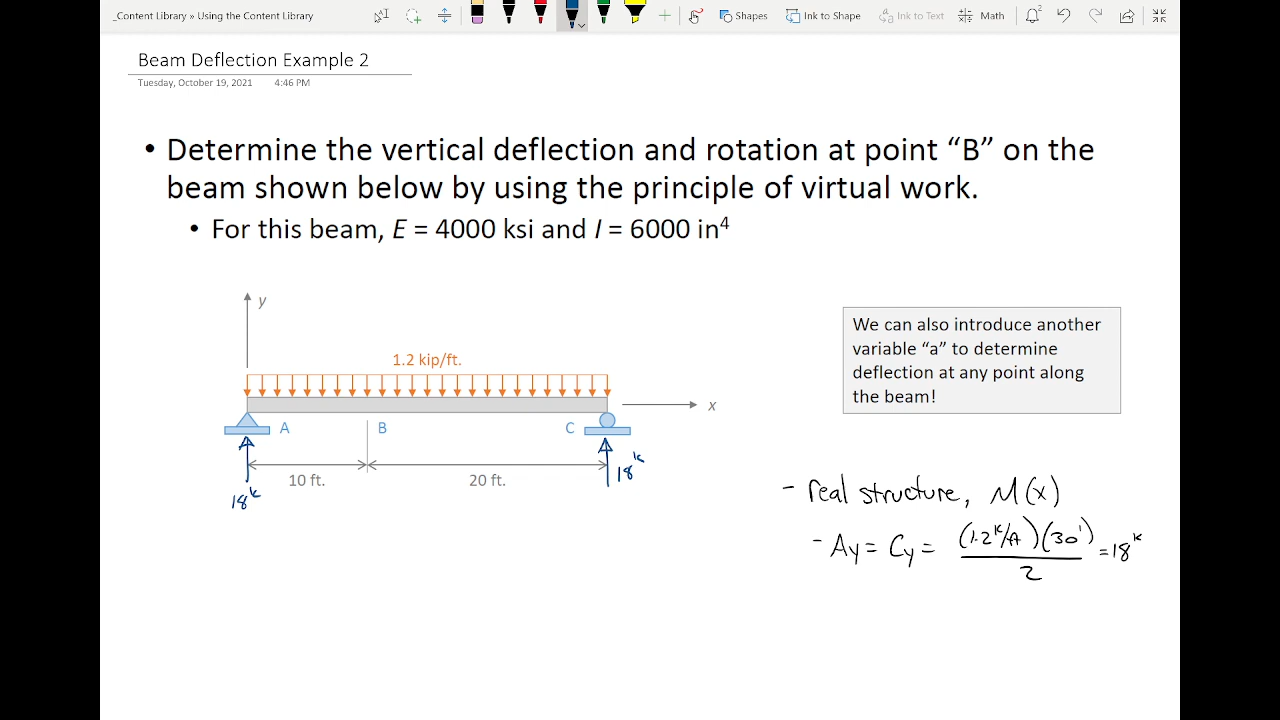 _Content Library » Using the Content Library
Shapes
Ink to Shape
Ink to Text
Math
2
Beam Deflection Example 2
Tuesday, October 19, 2021 4:46 PM
• Determine the vertical deflection and rotation at point “B” on the
beam shown below by using the principle of virtual work.
• For this beam, E = 4000 ksi and I = 6000 in⁴
y
We can also introduce another
variable “a” to determine
deflection at any point along
the beam!
1.2 kip/ft.
x
A
B
C
18ᵏ
10 ft.
20 ft.
18ᵏ
- real structure, M(x)
- Ay = Cy = (1.2ᵏ/ft)(30') / 2 = 18ᵏ